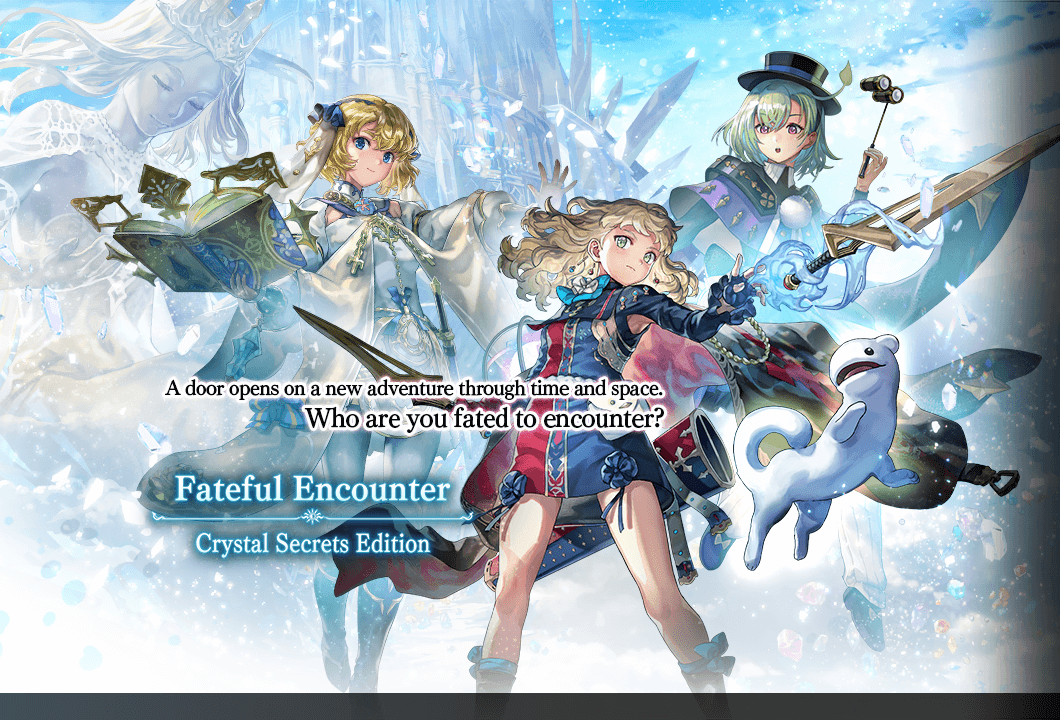 A door opens on a new adventure through time and space.
Who are you fated to encounter?
Fateful Encounter
Crystal Secrets Edition